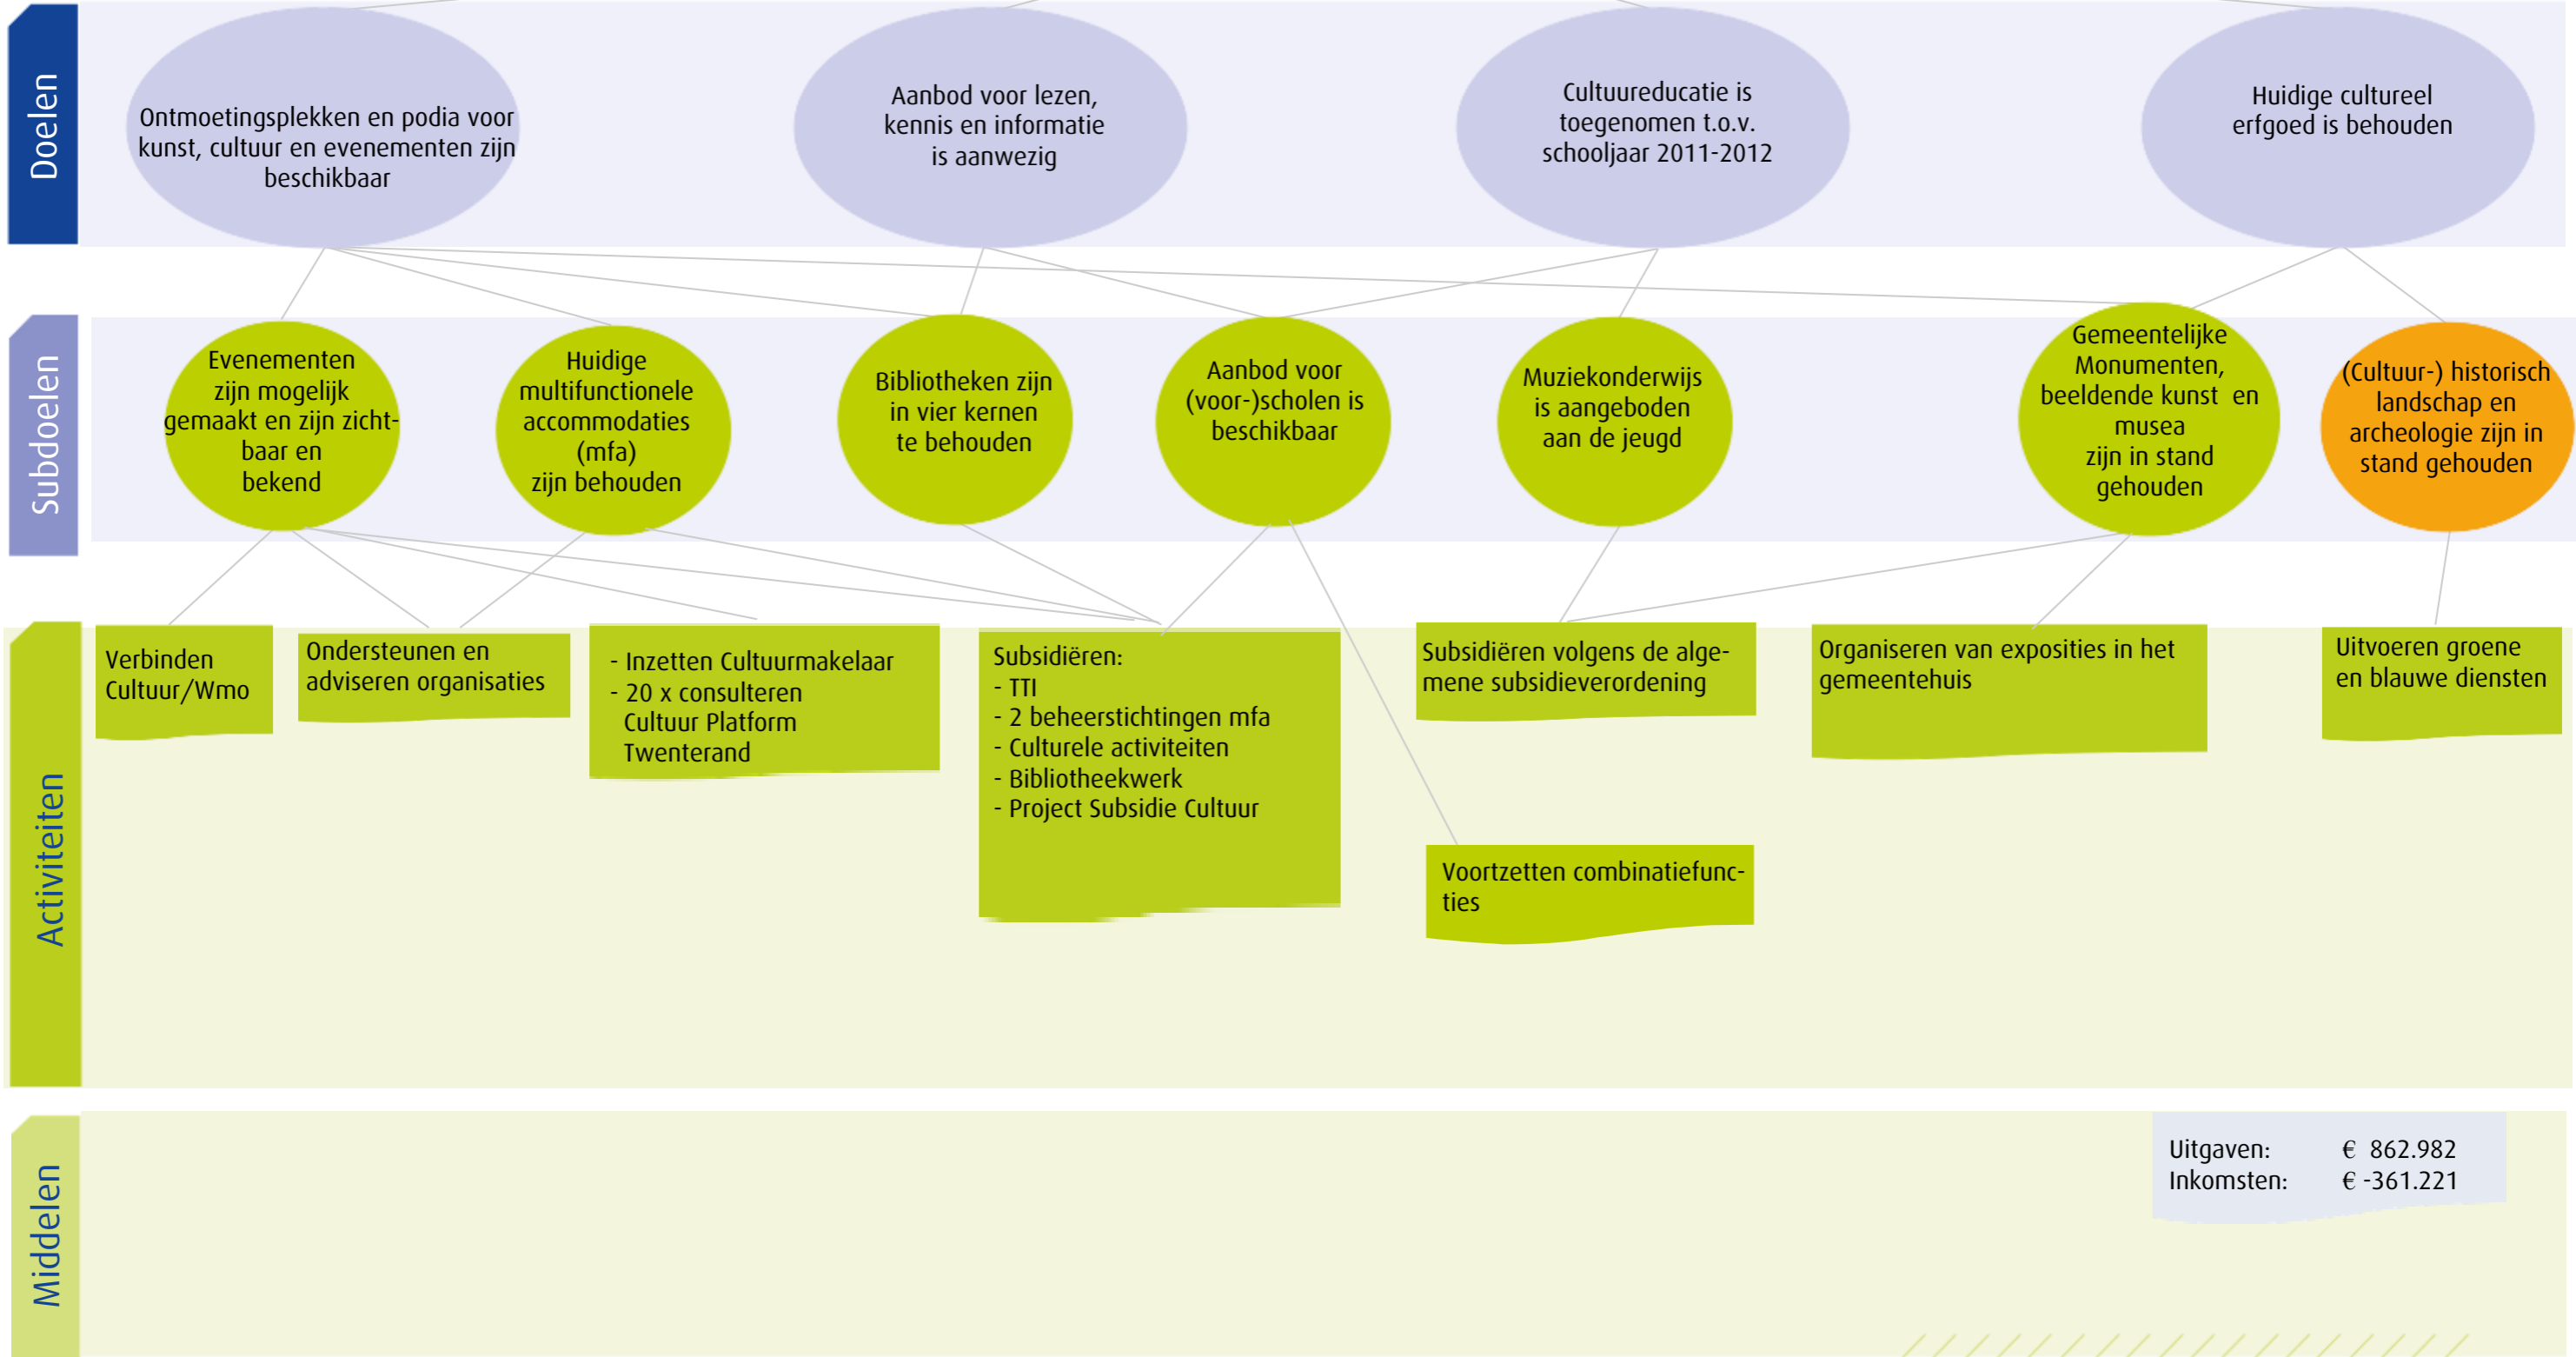 Doelen
Ontmoetingsplekken en podia voor
kunst, cultuur en evenementen zijn
beschikbaar
Aanbod voor lezen,
kennis en informatie
is aanwezig
Cultuureducatie is
toegenomen t.o.v.
schooljaar 2011-2012
Huidige cultureel
erfgoed is behouden
Subdoelen
Evenementen
zijn mogelijk
gemaakt en zijn zicht-
baar en
bekend
Huidige
multifunctionele
accommodaties
(mfa)
zijn behouden
Bibliotheken zijn
in vier kernen
te behouden
Aanbod voor
(voor-)scholen is
beschikbaar
Muziekonderwijs
is aangeboden
aan de jeugd
Gemeentelijke
Monumenten,
beeldende kunst en
musea
zijn in stand
gehouden
(Cultuur-) historisch
landschap en
archeologie zijn in
stand gehouden
Activiteiten
Verbinden
Cultuur/Wmo
Ondersteunen en
adviseren organisaties
- Inzetten Cultuurmakelaar
- 20 x consulteren
Cultuur Platform
Twenterand
Subsidiëren:
- TTI
- 2 beheerstichtingen mfa
- Culturele activiteiten
- Bibliotheekwerk
- Project Subsidie Cultuur
Subsidiëren volgens de alge-
mene subsidieverordening
Voortzetten combinatiefunc-
ties
Organiseren van exposities in het
gemeentehuis
Uitvoeren groene
en blauwe diensten
Middelen
Uitgaven: € 862.982
Inkomsten: € -361.221